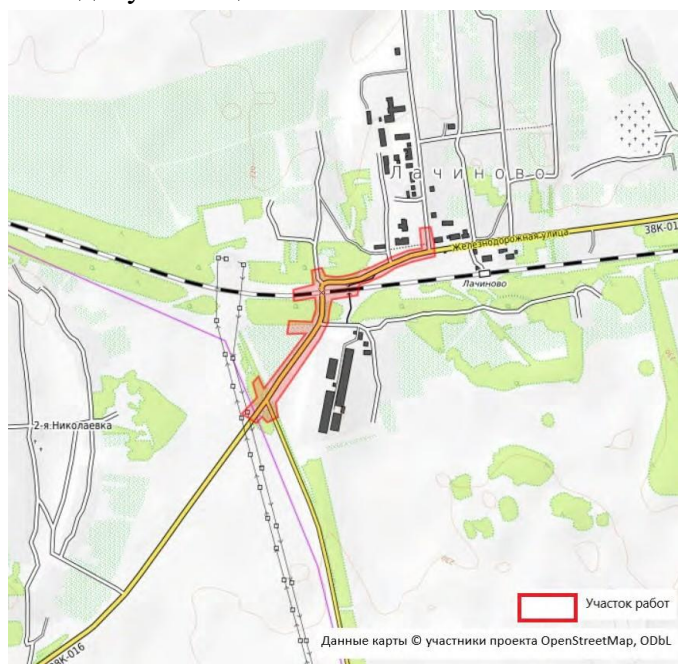 Лачиново
Железнодорожная улица
38К-01
Лачиново
2-я Николаевка
38К-016
Участок работ
Данные карты © участники проекта OpenStreetMap, ODbL